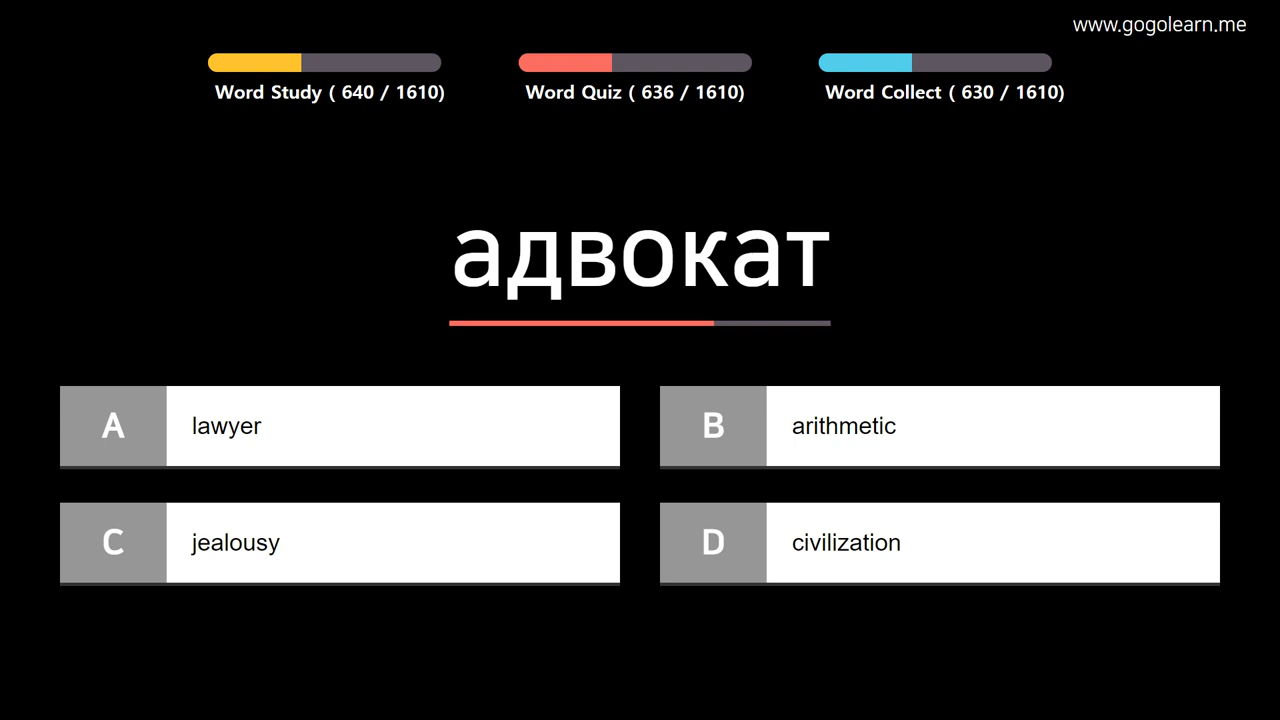 www.gogolearn.me
Word Study ( 640 / 1610)
Word Quiz ( 636 / 1610)
Word Collect ( 630 / 1610)
адвокат
A lawyer
B arithmetic
C jealousy
D civilization